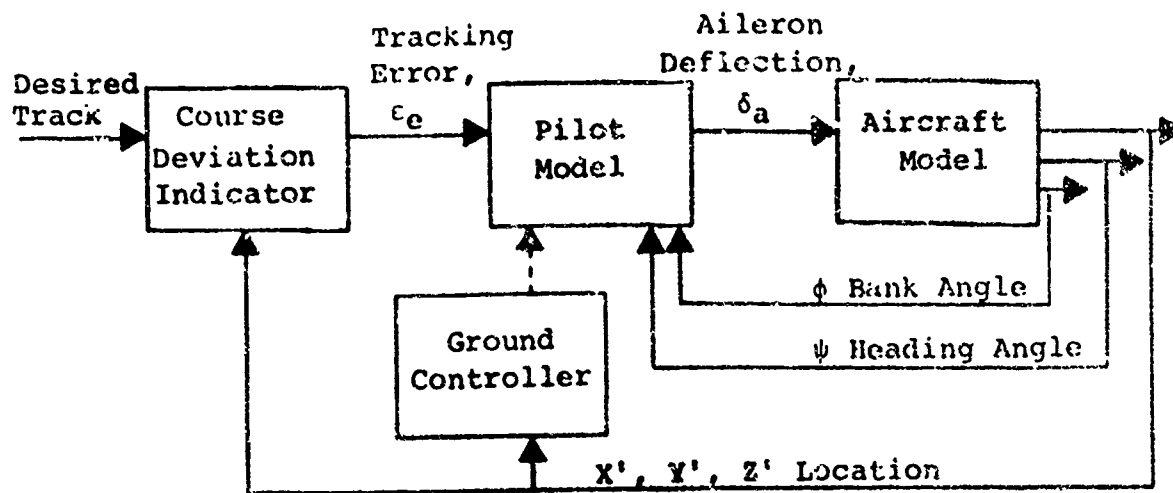 Desired
Track
Course
Deviation
Indicator
Tracking
Error,
εe
Pilot
Model
Aileron
Deflection,
δa
Aircraft
Model
ϕ Bank Angle
ψ Heading Angle
Ground
Controller
X', Y', Z' Location